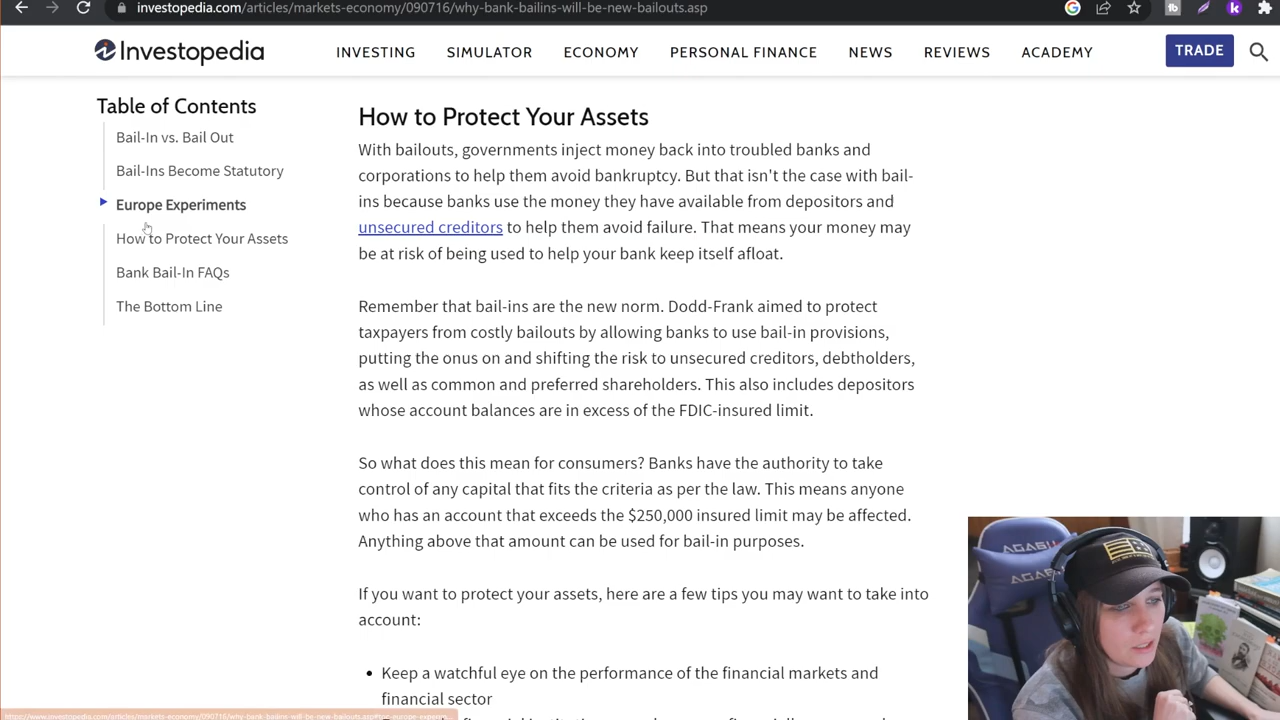 investopedia.com/articles/markets-economy/090716/why-bank-bailins-will-be-new-bailouts.asp
Investopedia
INVESTING SIMULATOR ECONOMY PERSONAL FINANCE NEWS REVIEWS ACADEMY TRADE
Table of Contents
Bail-In vs. Bail Out
Bail-Ins Become Statutory
Europe Experiments
How to Protect Your Assets
Bank Bail-In FAQs
The Bottom Line
How to Protect Your Assets
With bailouts, governments inject money back into troubled banks and
corporations to help them avoid bankruptcy. But that isn't the case with bail-
ins because banks use the money they have available from depositors and
unsecured creditors to help them avoid failure. That means your money may
be at risk of being used to help your bank keep itself afloat.
Remember that bail-ins are the new norm. Dodd-Frank aimed to protect
taxpayers from costly bailouts by allowing banks to use bail-in provisions,
putting the onus on and shifting the risk to unsecured creditors, debtholders,
as well as common and preferred shareholders. This also includes depositors
whose account balances are in excess of the FDIC-insured limit.
So what does this mean for consumers? Banks have the authority to take
control of any capital that fits the criteria as per the law. This means anyone
who has an account that exceeds the $250,000 insured limit may be affected.
Anything above that amount can be used for bail-in purposes.
If you want to protect your assets, here are a few tips you may want to take into
account:
• Keep a watchful eye on the performance of the financial markets and
financial sector